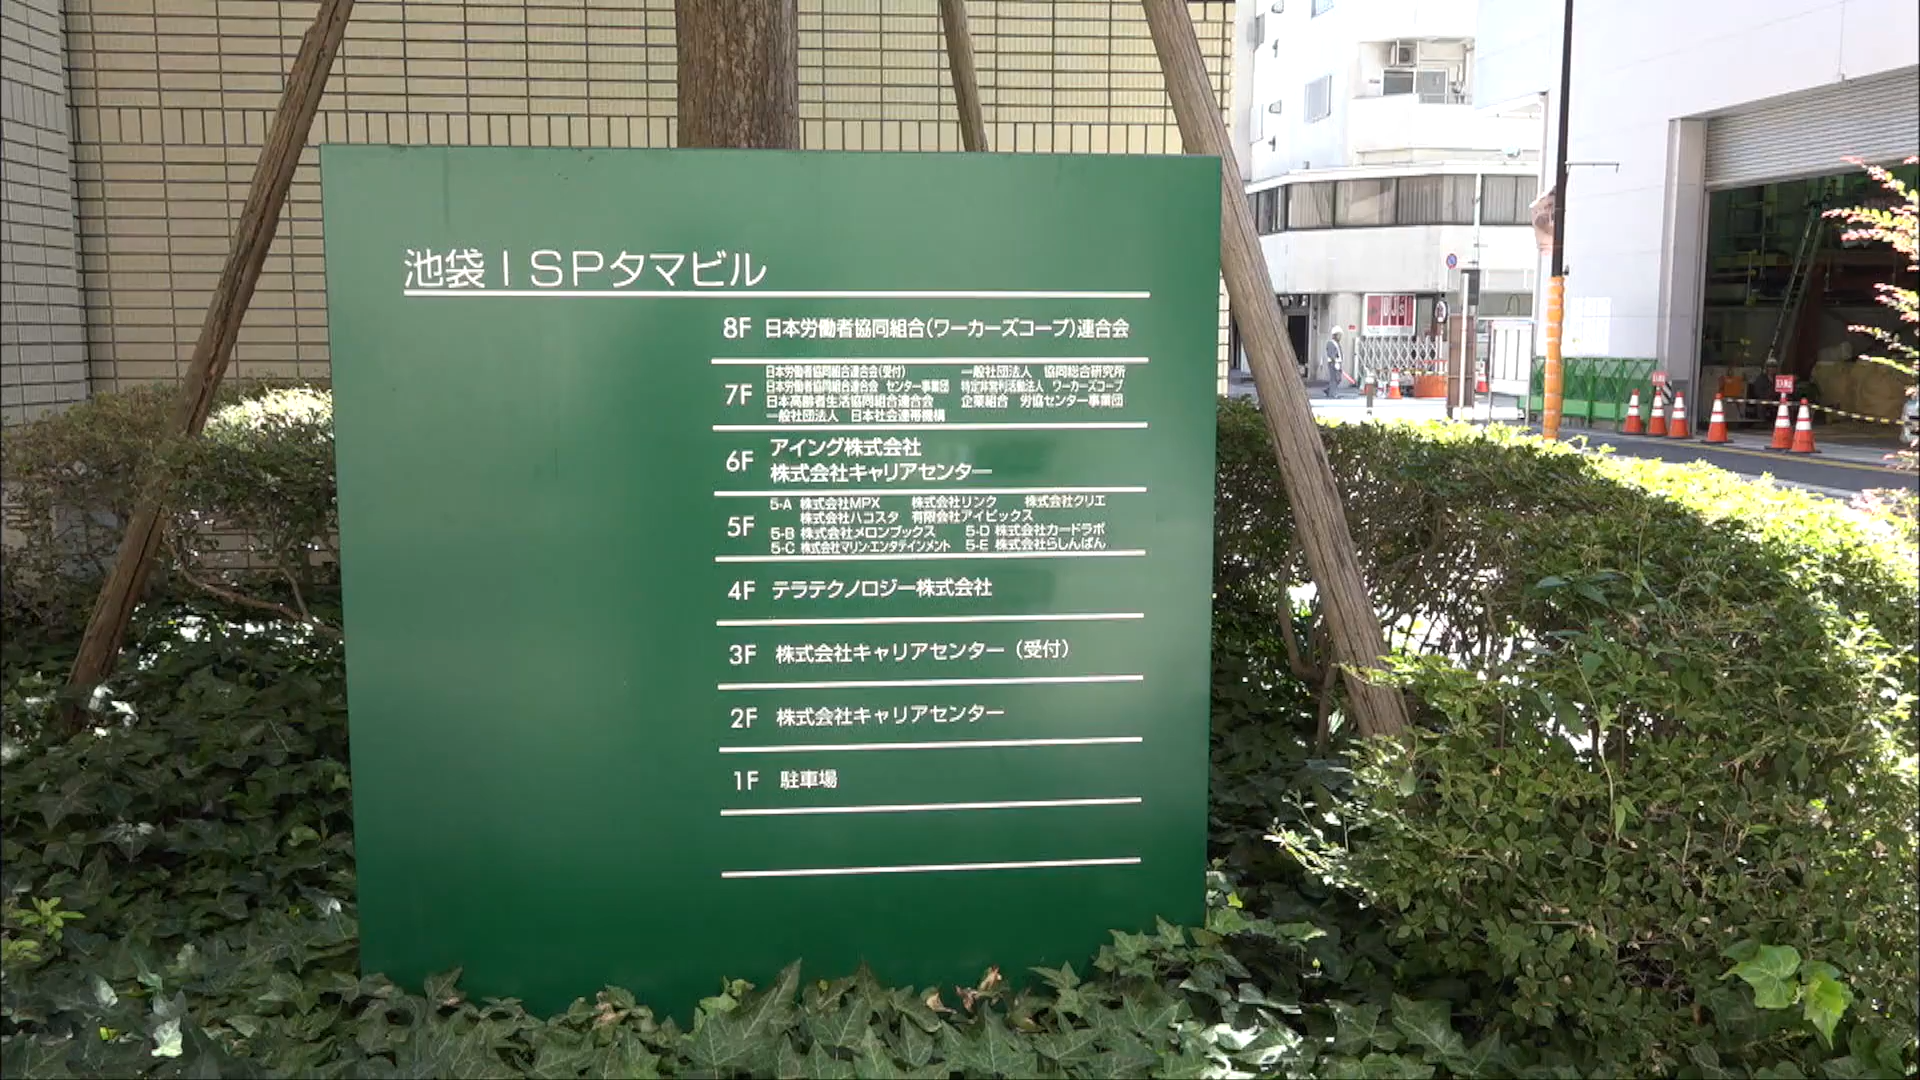 池袋ISPタマビル
8F 日本労働者協同組合(ワーカーズコープ)連合会
7F
日本労働者協同組合連合会(受付) 一般社団法人 協同総合研究所
日本労働者協同組合連合会 センター事業団 特定非営利活動法人 ワーカーズコープ
日本高齢者生活協同組合連合会 企業組合 労協センター事業団
一般社団法人 日本社会連帯機構
6F アイング株式会社
株式会社キャリアセンター
5F
5-A 株式会社MPX 株式会社リンク 株式会社クリエ
株式会社ハコスタ 有限会社アイビックス
5-B 株式会社メロンブックス 5-D 株式会社カードラボ
5-C 株式会社マリン・エンタテインメント 5-E 株式会社らしんばん
4F テラテクノロジー株式会社
3F 株式会社キャリアセンター(受付)
2F 株式会社キャリアセンター
1F 駐車場